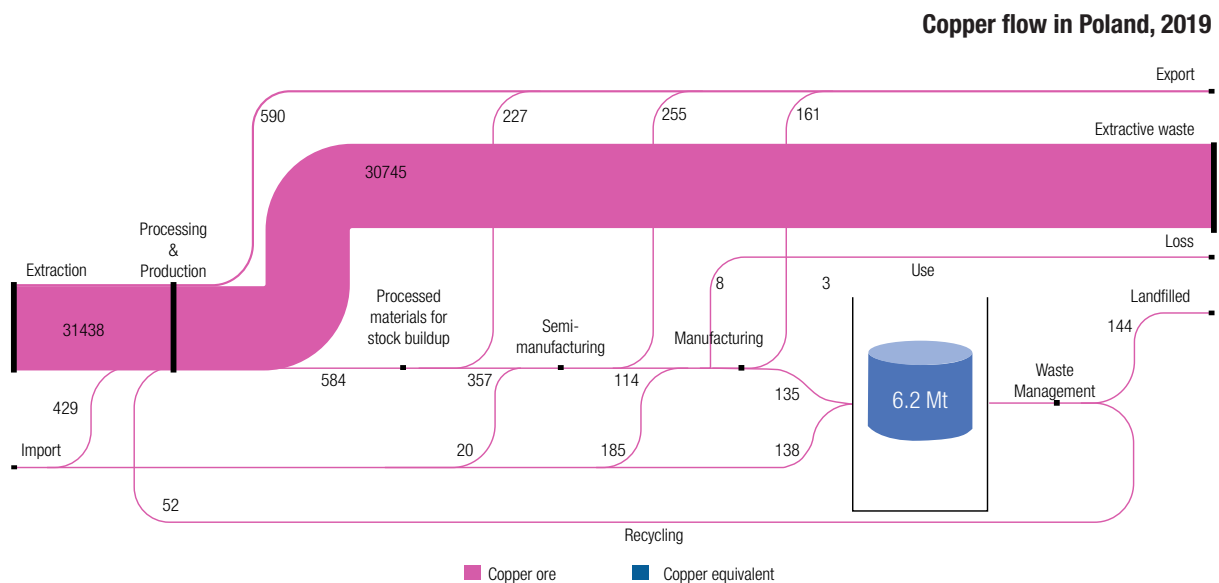 Copper flow in Poland, 2019
Export
590
227
255
161
Extractive waste
30745
Processing
&
Production
Extraction
Loss
Use
8
3
Processed
materials for
stock buildup
Semi-
manufacturing
Manufacturing
Landfilled
31438
144
584
357
114
135
6.2 Mt
Waste
Management
429
Import
20
185
138
52
Recycling
Copper ore
Copper equivalent